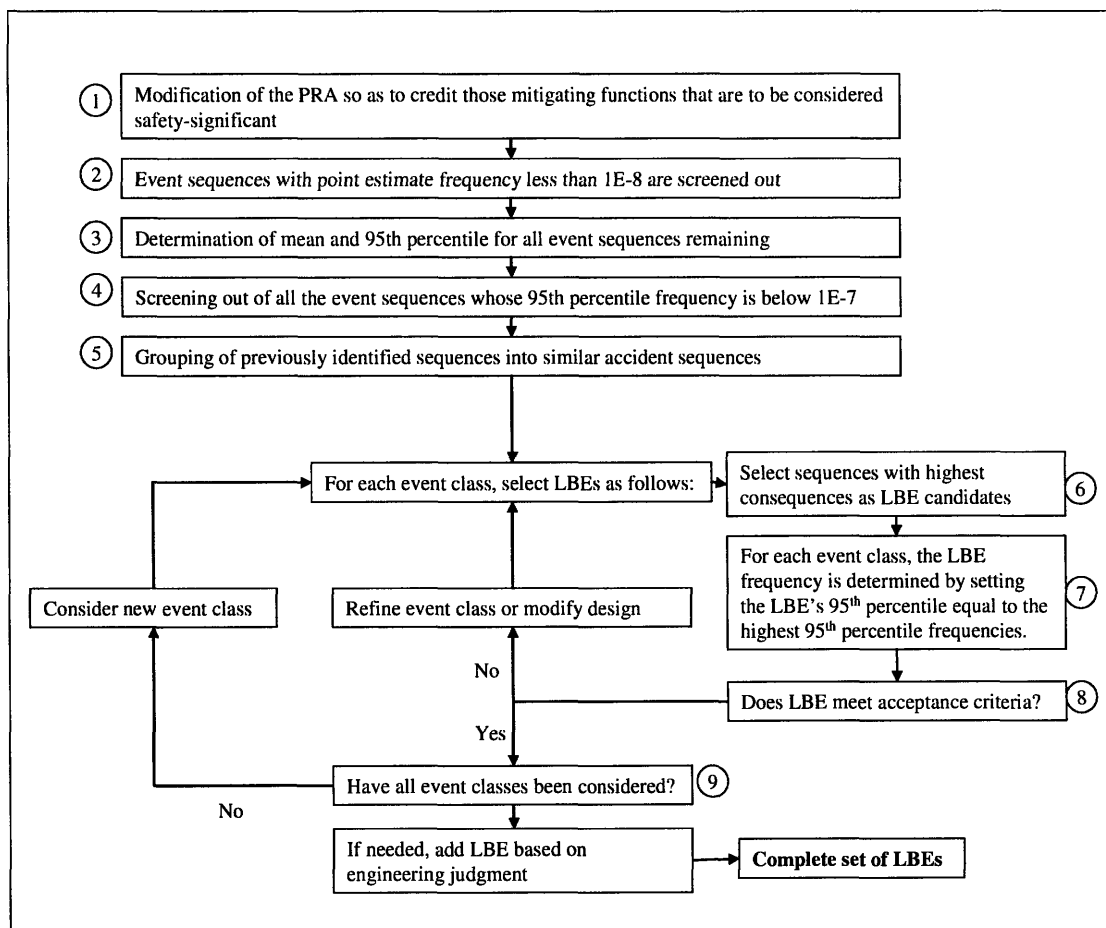 1
Modification of the PRA so as to credit those mitigating functions that are to be considered
safety-significant
2
Event sequences with point estimate frequency less than 1E-8 are screened out
3
Determination of mean and 95th percentile for all event sequences remaining
4
Screening out of all the event sequences whose 95th percentile frequency is below 1E-7
5
Grouping of previously identified sequences into similar accident sequences
For each event class, select LBEs as follows:
Select sequences with highest
consequences as LBE candidates
6
For each event class, the LBE
frequency is determined by setting
the LBE's 95th percentile equal to the
highest 95th percentile frequencies.
7
Consider new event class
Refine event class or modify design
No
Does LBE meet acceptance criteria?
8
Yes
Have all event classes been considered?
9
No
If needed, add LBE based on
engineering judgment
Complete set of LBEs